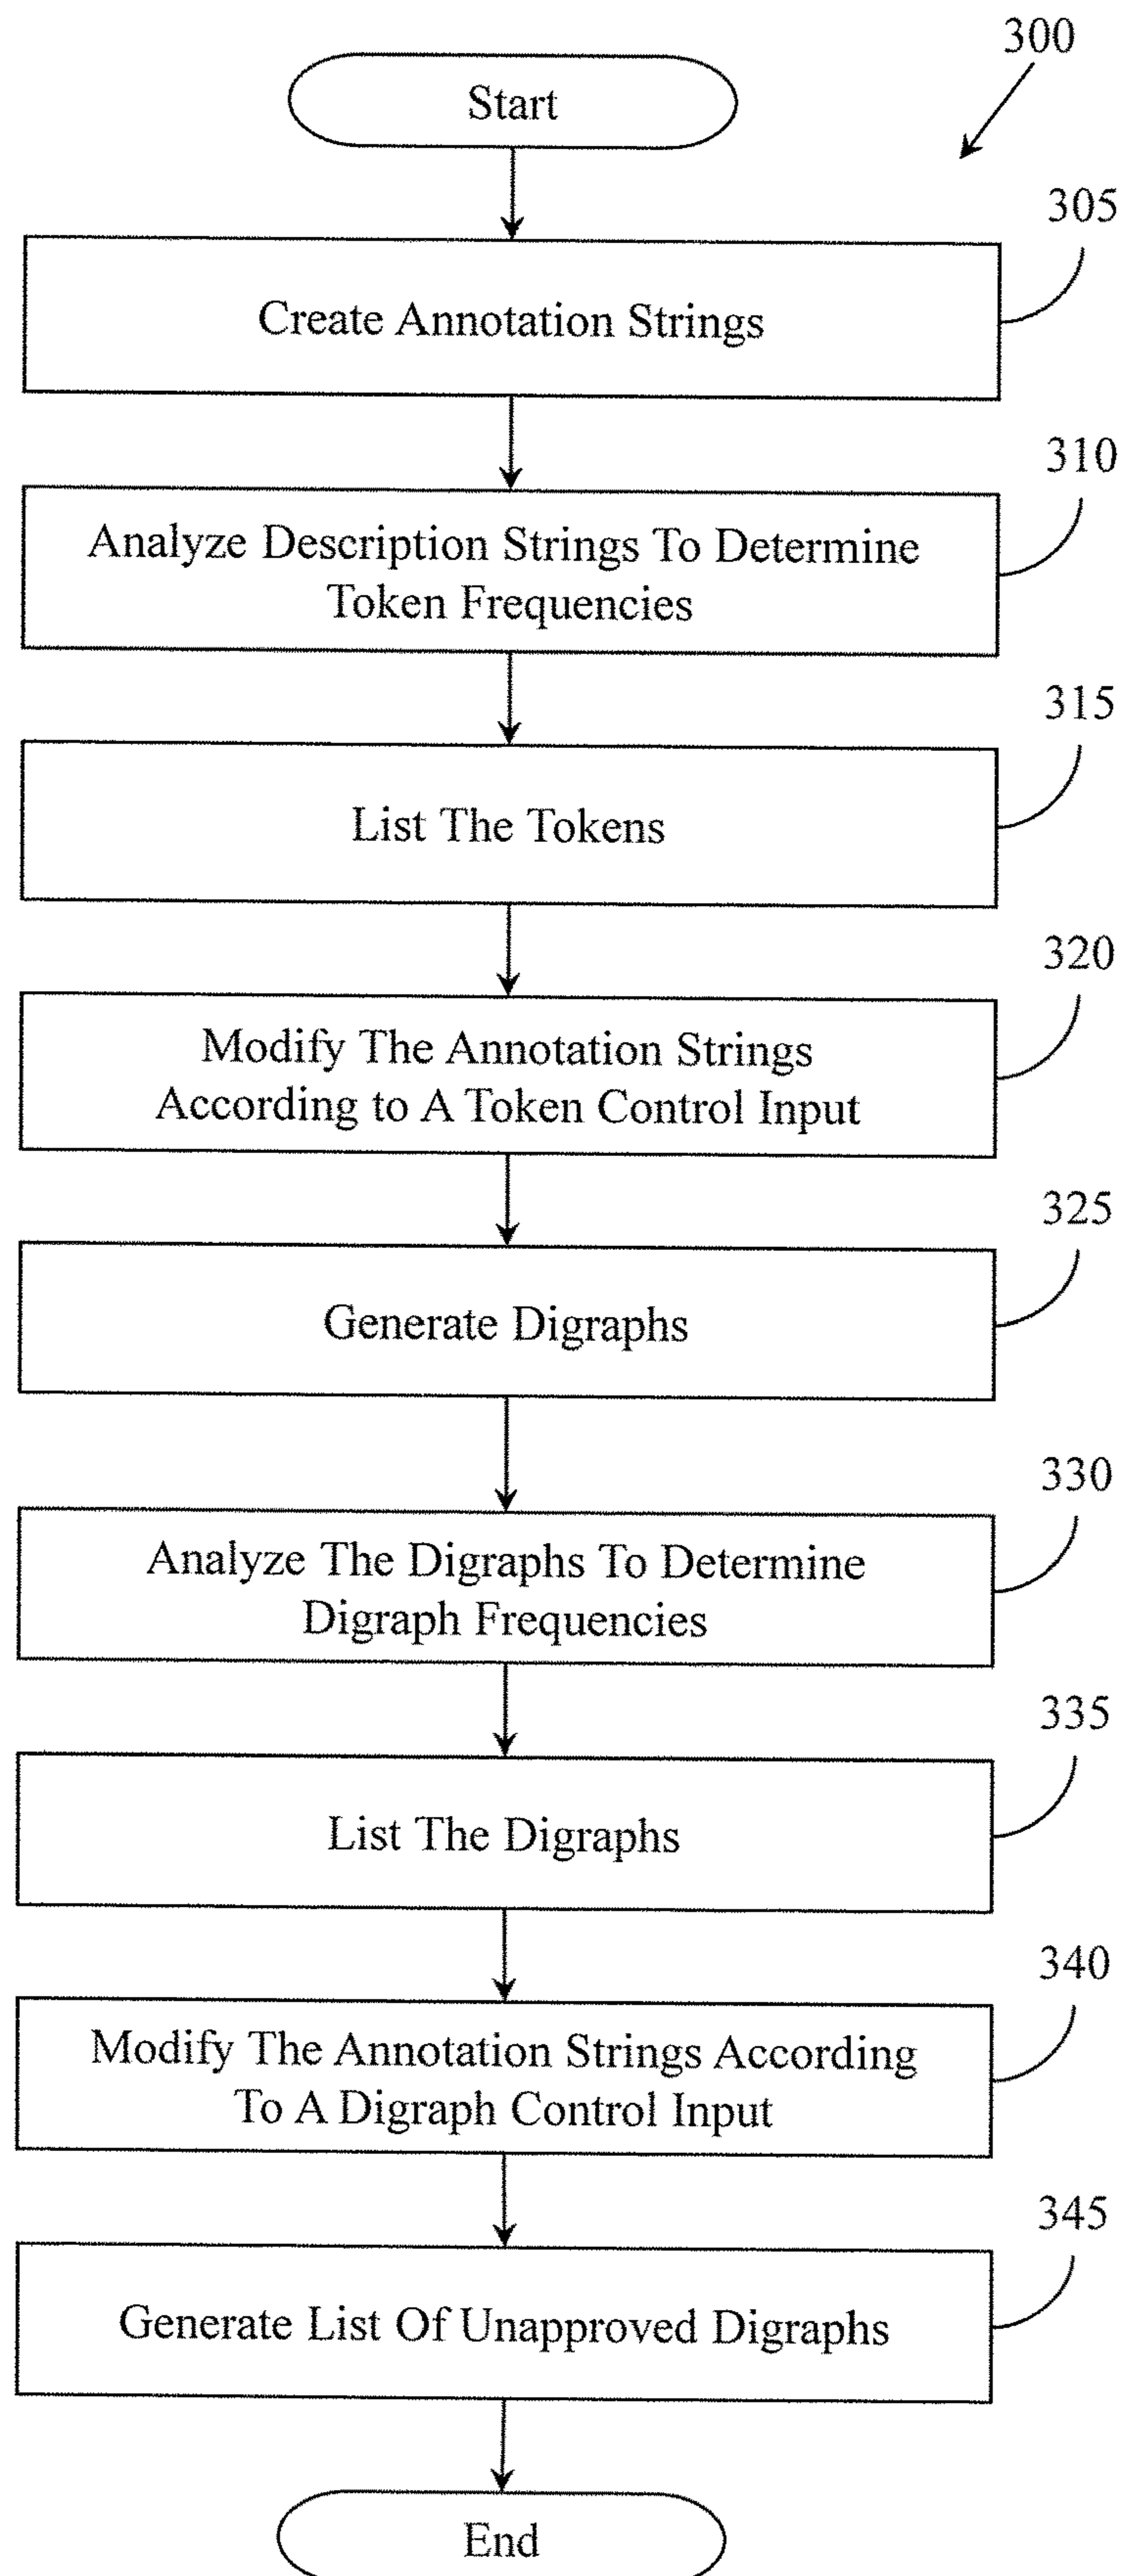 300
Start
305
Create Annotation Strings
310
Analyze Description Strings To Determine
Token Frequencies
315
List The Tokens
320
Modify The Annotation Strings
According to A Token Control Input
325
Generate Digraphs
330
Analyze The Digraphs To Determine
Digraph Frequencies
335
List The Digraphs
340
Modify The Annotation Strings According
To A Digraph Control Input
345
Generate List Of Unapproved Digraphs
End